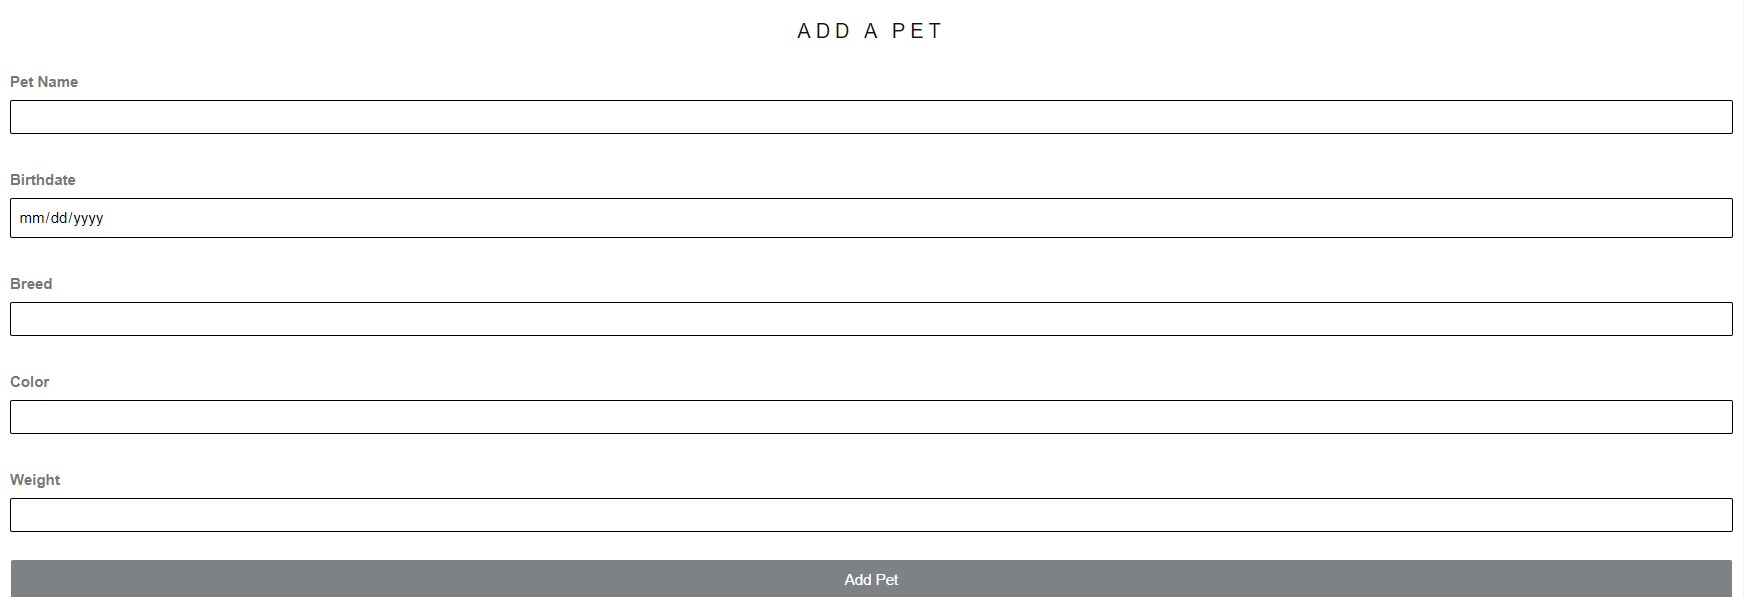 ADD A PET
Pet Name
Birthdate
mm/dd/yyyy
Breed
Color
Weight
Add Pet